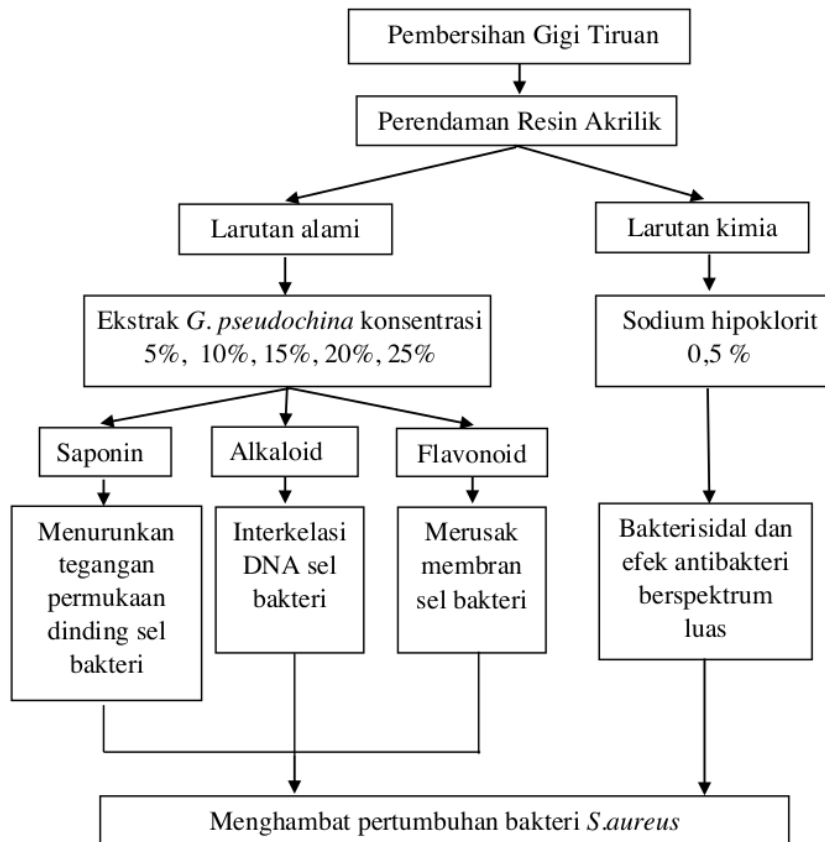 Pembersihan Gigi Tiruan
Perendaman Resin Akrilik
Larutan alami
Larutan kimia
Ekstrak G. pseudochina konsentrasi
5%, 10%, 15%, 20%, 25%
Sodium hipoklorit
0,5 %
Saponin
Alkaloid
Flavonoid
Menurunkan
tegangan
permukaan
dinding sel
bakteri
Interkelasi
DNA sel
bakteri
Merusak
membran
sel bakteri
Bakterisidal dan
efek antibakteri
berspektrum
luas
Menghambat pertumbuhan bakteri S.aureus